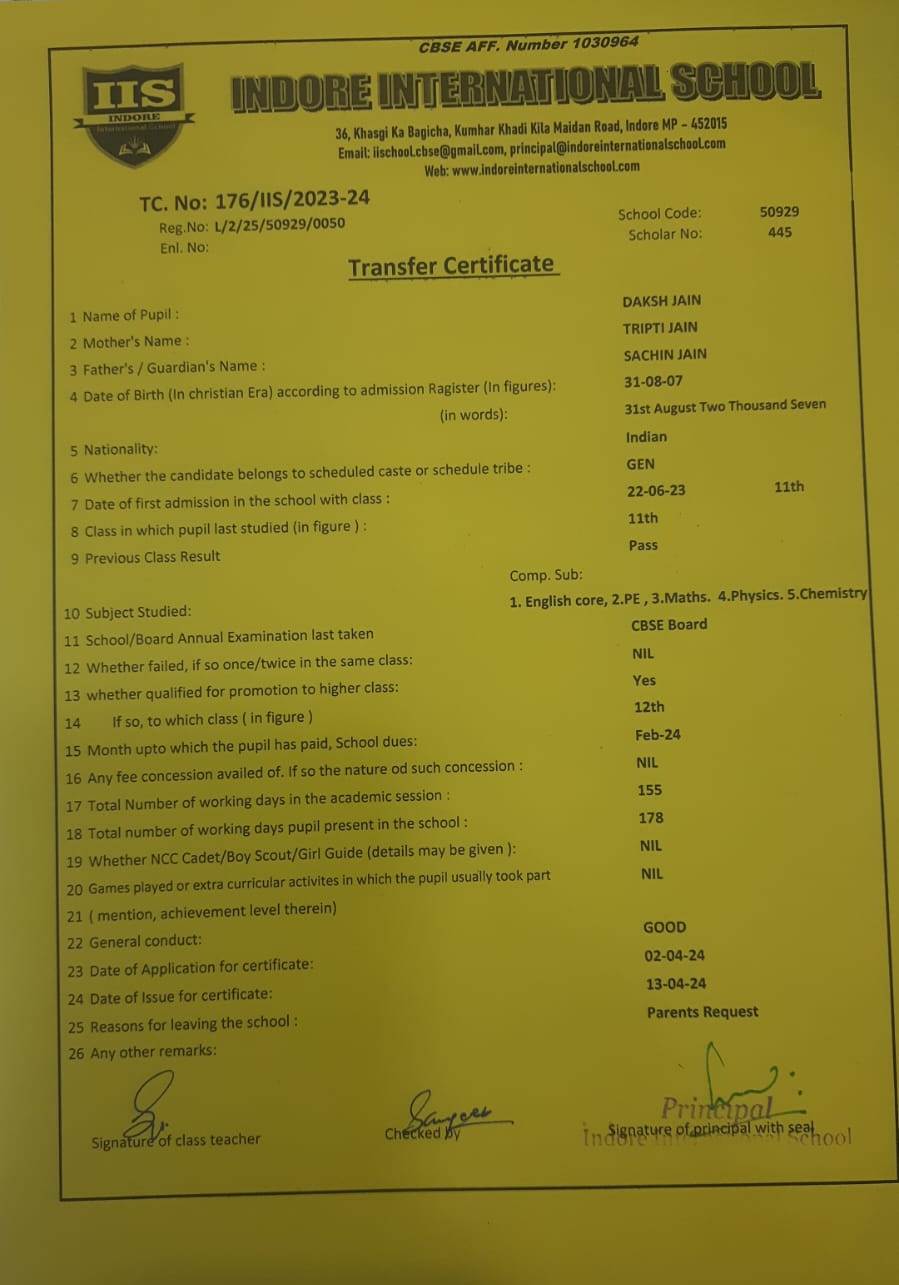 CBSE AFF. Number 1030964
IIS
INDORE
International School
INDORE INTERNATIONAL SCHOOL
36, Khasgi Ka Bagicha, Kumhar Khadi Kila Maidan Road, Indore MP – 452015
Email: iischool.cbse@gmail.com, principal@indoreinternationalschool.com
Web: www.indoreinternationalschool.com
TC. No: 176/IIS/2023-24
Reg.No: L/2/25/50929/0050
School Code: 50929
Enl. No:
Scholar No: 445
Transfer Certificate
1 Name of Pupil : DAKSH JAIN
2 Mother's Name : TRIPTI JAIN
3 Father's / Guardian's Name : SACHIN JAIN
4 Date of Birth (In christian Era) according to admission Ragister (In figures): 31-08-07
(in words): 31st August Two Thousand Seven
5 Nationality: Indian
6 Whether the candidate belongs to scheduled caste or schedule tribe : GEN
7 Date of first admission in the school with class : 22-06-23 11th
8 Class in which pupil last studied (in figure ) : 11th
9 Previous Class Result Pass
Comp. Sub:
10 Subject Studied: 1. English core, 2.PE , 3.Maths. 4.Physics. 5.Chemistry
11 School/Board Annual Examination last taken CBSE Board
12 Whether failed, if so once/twice in the same class: NIL
13 whether qualified for promotion to higher class: Yes
14 If so, to which class ( in figure ) 12th
15 Month upto which the pupil has paid, School dues: Feb-24
16 Any fee concession availed of. If so the nature od such concession : NIL
17 Total Number of working days in the academic session : 155
18 Total number of working days pupil present in the school : 178
19 Whether NCC Cadet/Boy Scout/Girl Guide (details may be given ): NIL
20 Games played or extra curricular activites in which the pupil usually took part NIL
21 ( mention, achievement level therein)
22 General conduct: GOOD
23 Date of Application for certificate: 02-04-24
24 Date of Issue for certificate: 13-04-24
25 Reasons for leaving the school : Parents Request
26 Any other remarks:
Principal
Signature of class teacher
Checked by
Signature of principal with seal
Indore International School